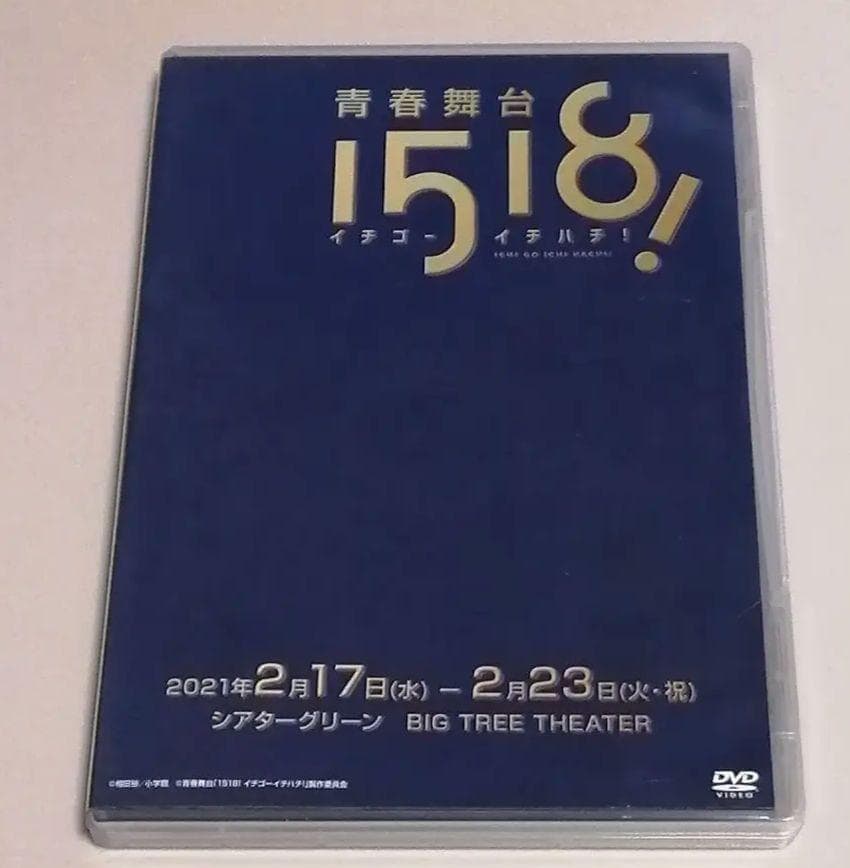 青春舞台
1518!
イチゴーイチハチ!
ICHI GO ICHI HACHI!
2021年2月17日(水) − 2月23日(火・祝)
シアターグリーン BIG TREE THEATER
©相田裕/小学館 ©青春舞台「1518! イチゴーイチハチ!」製作委員会
DVD
VIDEO